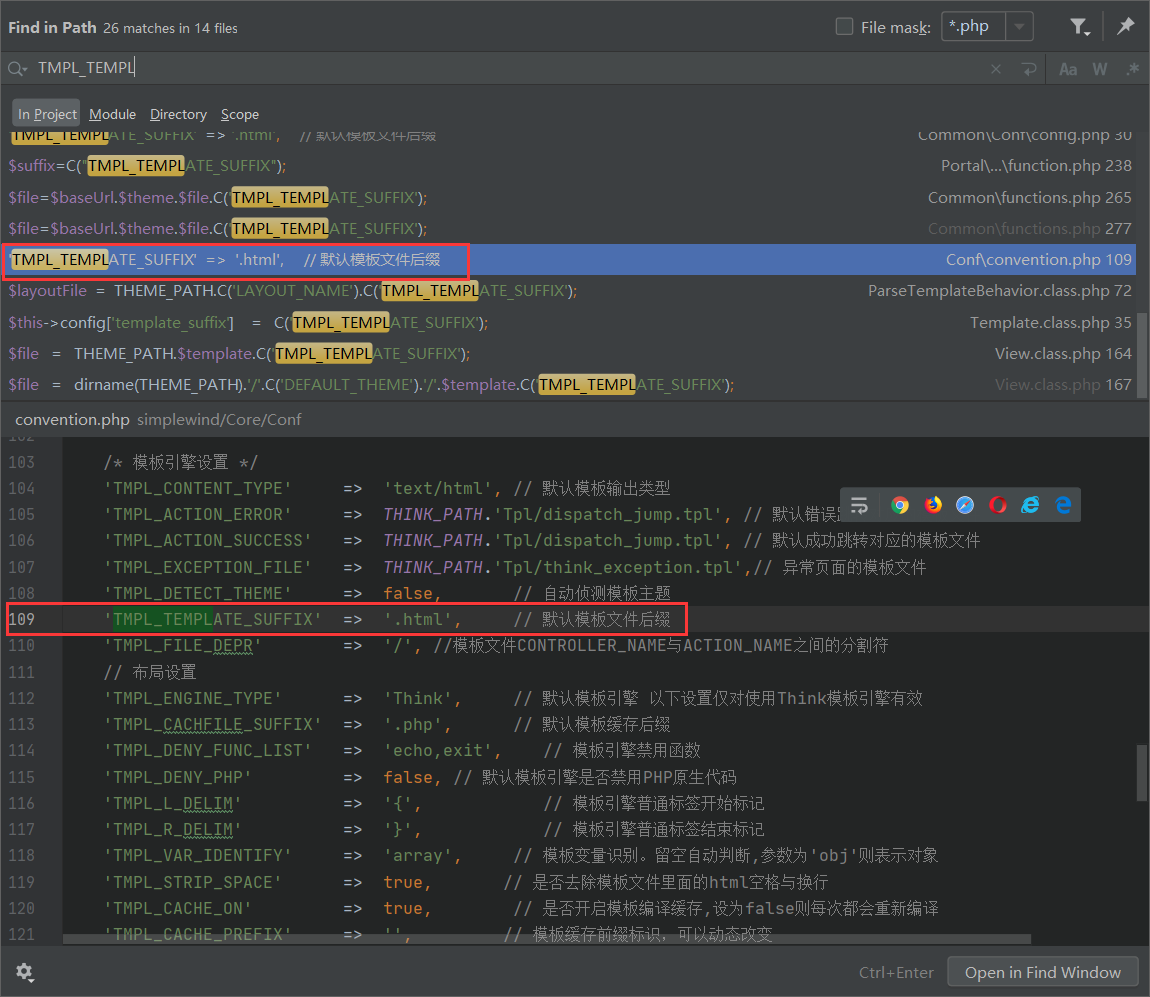 Find in Path 26 matches in 14 files File mask: *.php
TMPL_TEMPL Aa W .*
In Project Module Directory Scope
TMPL_TEMPLATE_SUFFIX' => '.html', // 默认模板文件后缀 Common\Conf\config.php 30
$suffix=C("TMPL_TEMPLATE_SUFFIX"); Portal\...\function.php 238
$file=$baseUrl.$theme.$file.C('TMPL_TEMPLATE_SUFFIX'); Common\functions.php 265
$file=$baseUrl.$theme.$file.C('TMPL_TEMPLATE_SUFFIX'); Common\functions.php 277
'TMPL_TEMPLATE_SUFFIX' => '.html', // 默认模板文件后缀 Conf\convention.php 109
$layoutFile = THEME_PATH.C('LAYOUT_NAME').C('TMPL_TEMPLATE_SUFFIX'); ParseTemplateBehavior.class.php 72
$this->config['template_suffix'] = C('TMPL_TEMPLATE_SUFFIX'); Template.class.php 35
$file = THEME_PATH.$template.C('TMPL_TEMPLATE_SUFFIX'); View.class.php 164
$file = dirname(THEME_PATH).'/'.C('DEFAULT_THEME').'/'.$template.C('TMPL_TEMPLATE_SUFFIX'); View.class.php 167
convention.php simplewind/Core/Conf
102
103 /* 模板引擎设置 */
104 'TMPL_CONTENT_TYPE' => 'text/html', // 默认模板输出类型
105 'TMPL_ACTION_ERROR' => THINK_PATH.'Tpl/dispatch_jump.tpl', // 默认错误
106 'TMPL_ACTION_SUCCESS' => THINK_PATH.'Tpl/dispatch_jump.tpl', // 默认成功跳转对应的模板文件
107 'TMPL_EXCEPTION_FILE' => THINK_PATH.'Tpl/think_exception.tpl',// 异常页面的模板文件
108 'TMPL_DETECT_THEME' => false, // 自动侦测模板主题
109 'TMPL_TEMPLATE_SUFFIX' => '.html', // 默认模板文件后缀
110 'TMPL_FILE_DEPR' => '/', //模板文件CONTROLLER_NAME与ACTION_NAME之间的分割符
111 // 布局设置
112 'TMPL_ENGINE_TYPE' => 'Think', // 默认模板引擎 以下设置仅对使用Think模板引擎有效
113 'TMPL_CACHFILE_SUFFIX' => '.php', // 默认模板缓存后缀
114 'TMPL_DENY_FUNC_LIST' => 'echo,exit', // 模板引擎禁用函数
115 'TMPL_DENY_PHP' => false, // 默认模板引擎是否禁用PHP原生代码
116 'TMPL_L_DELIM' => '{', // 模板引擎普通标签开始标记
117 'TMPL_R_DELIM' => '}', // 模板引擎普通标签结束标记
118 'TMPL_VAR_IDENTIFY' => 'array', // 模板变量识别。留空自动判断,参数为'obj'则表示对象
119 'TMPL_STRIP_SPACE' => true, // 是否去除模板文件里面的html空格与换行
120 'TMPL_CACHE_ON' => true, // 是否开启模板编译缓存,设为false则每次都会重新编译
121 'TMPL_CACHE_PREFIX' => '', // 模板缓存前缀标识，可以动态改变
Ctrl+Enter Open in Find Window